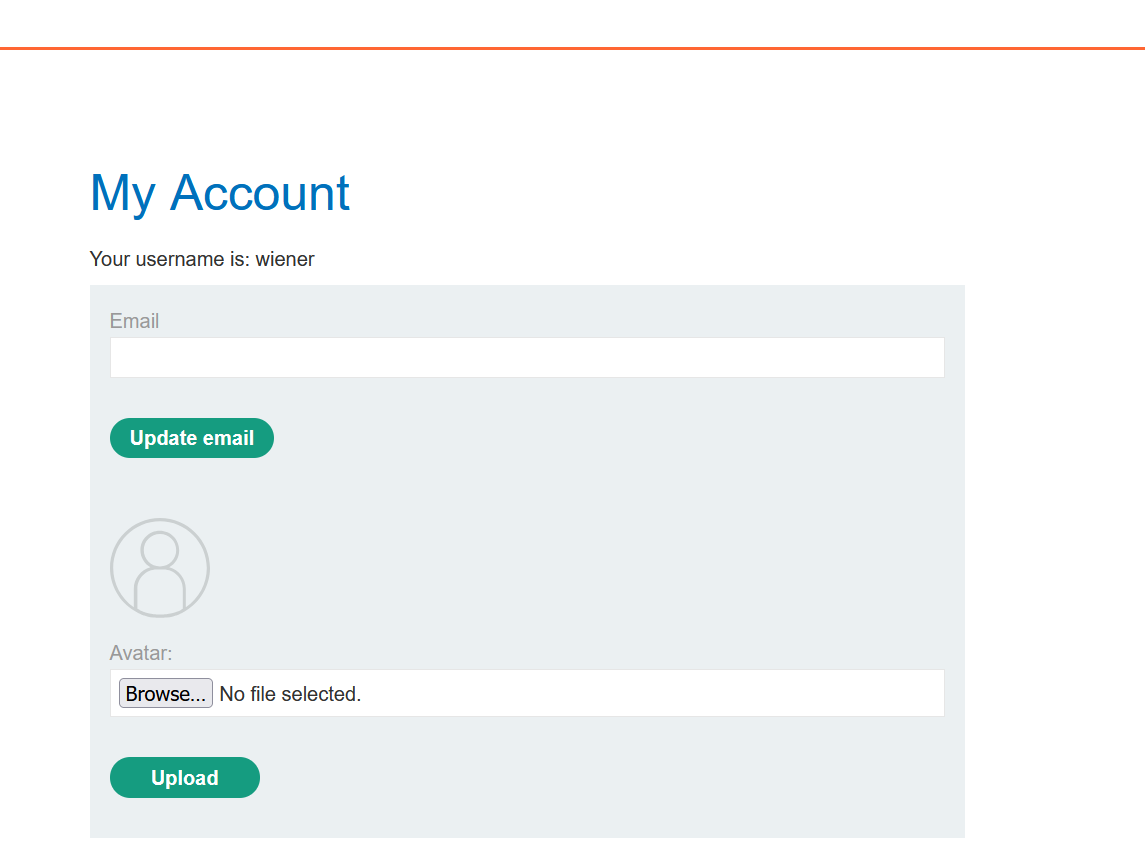 My Account
Your username is: wiener
Email
Update email
Avatar:
Browse... No file selected.
Upload